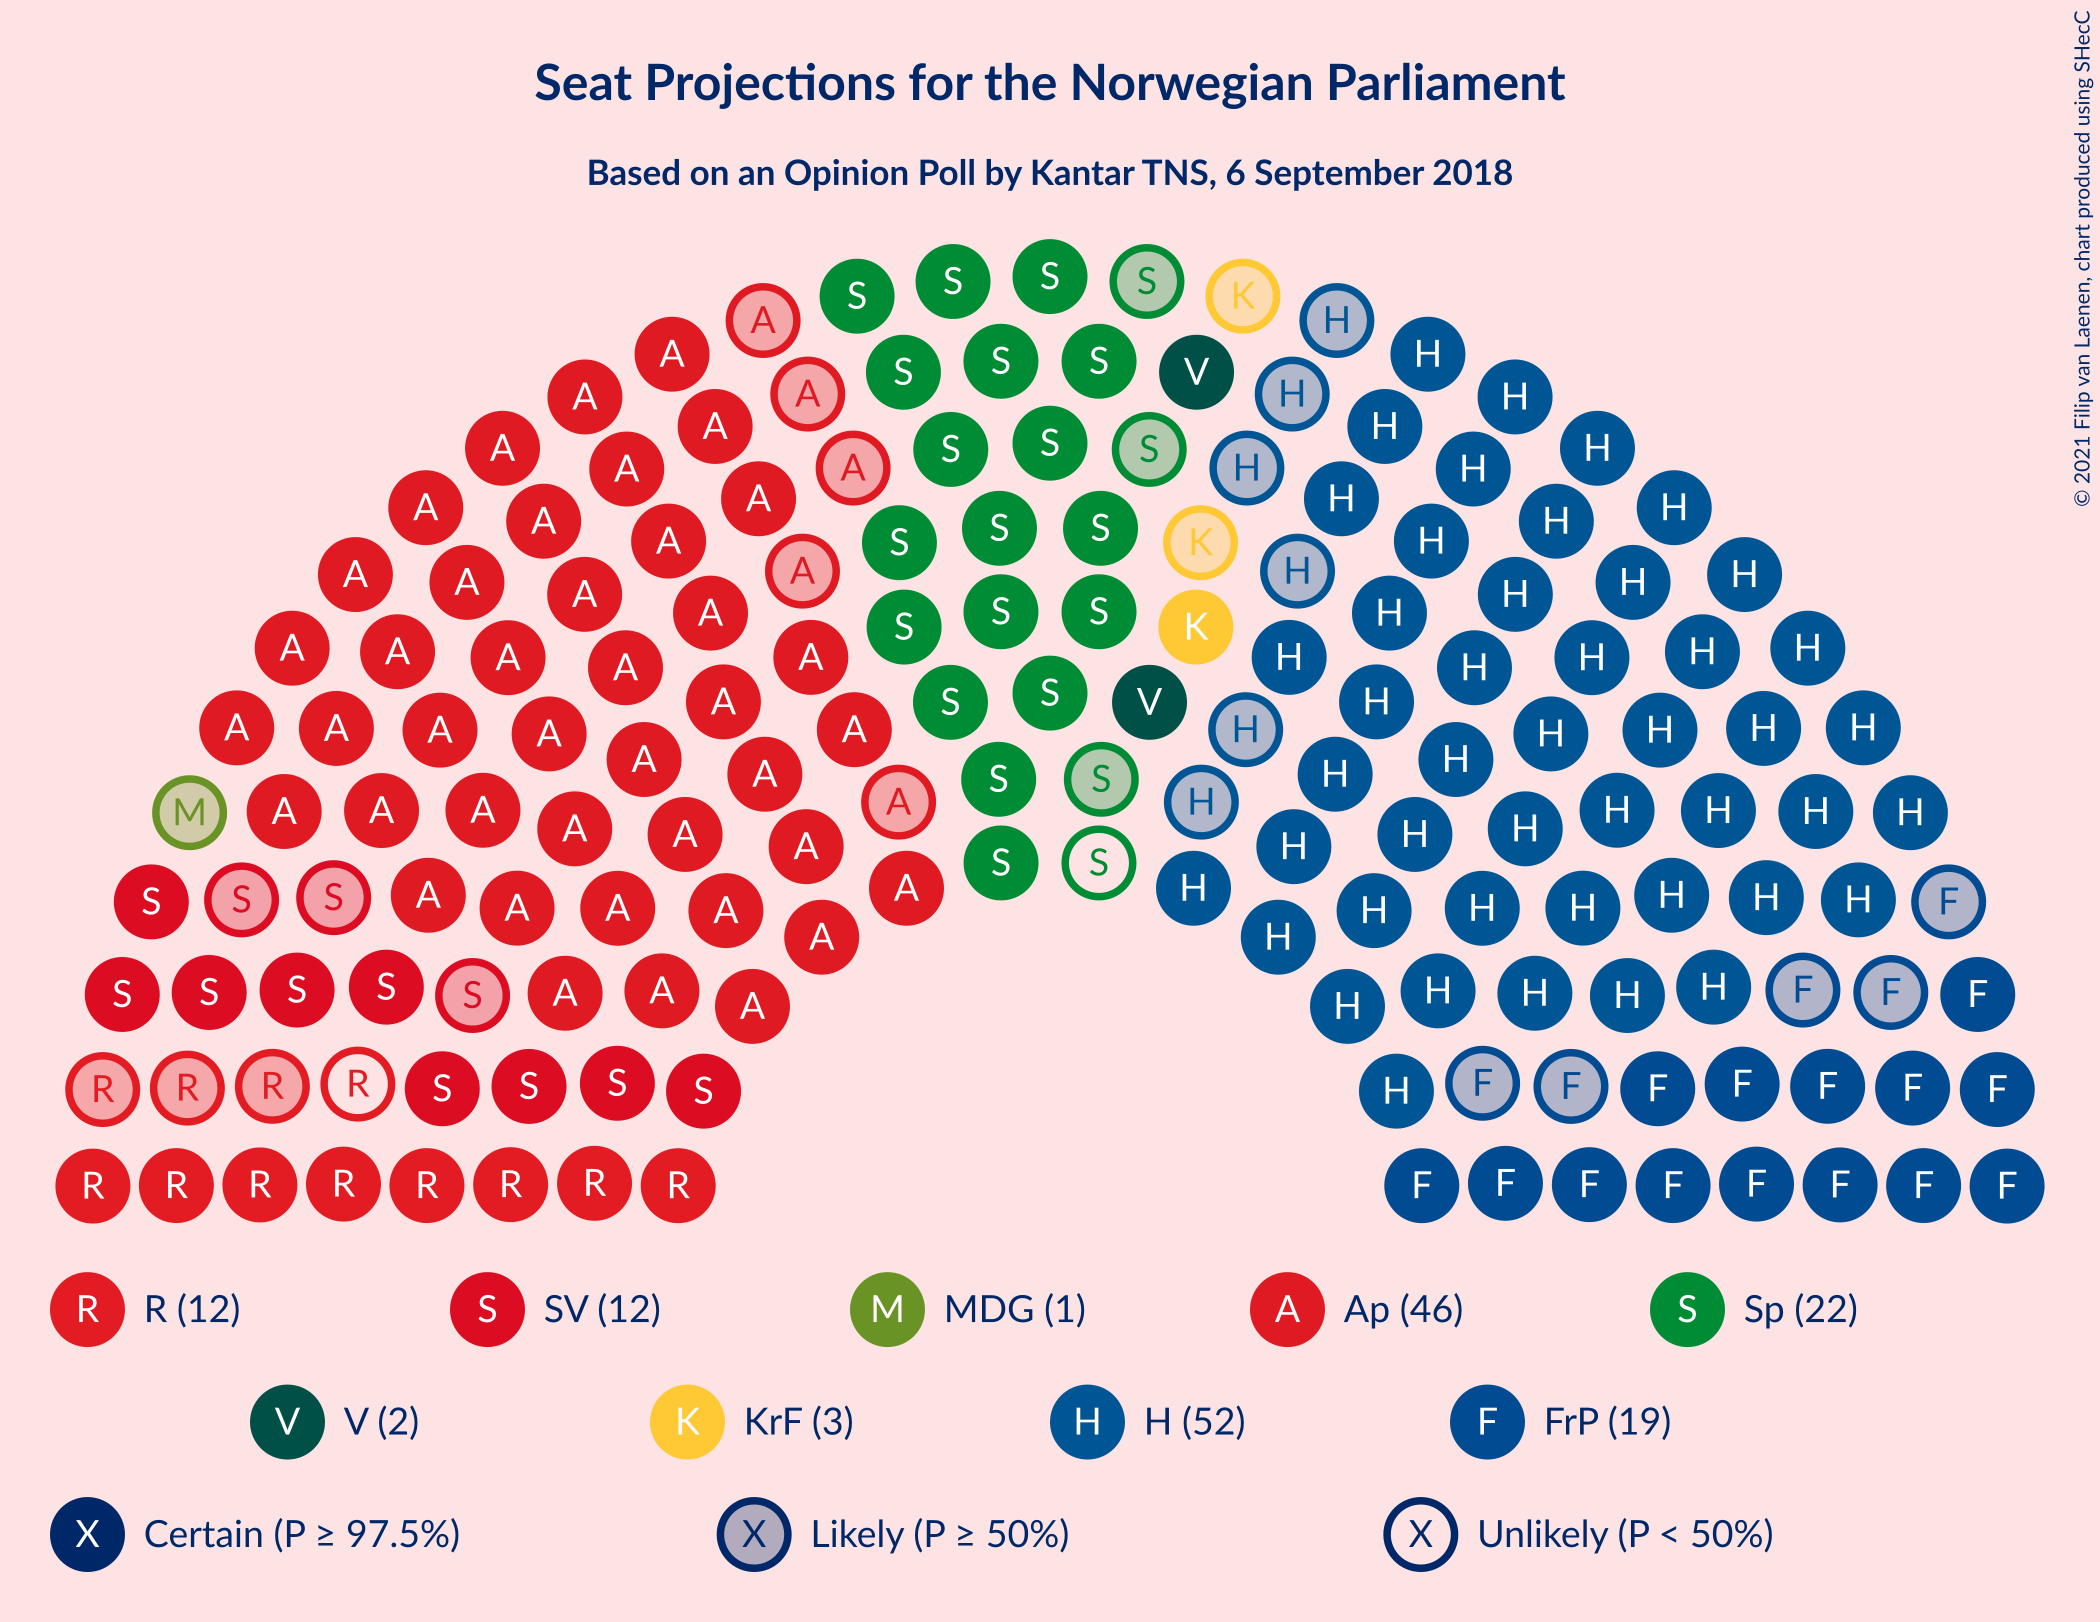 Seat Projections for the Norwegian Parliament
Based on an Opinion Poll by Kantar TNS, 6 September 2018
© 2021 Filip van Laenen, chart produced using SHecC
S S S S K H
A H
A H
A S S S V H H
A A H H
A S S S H H
A A H H
A A S S S K H H H
A A A H H
A A A S S S K H H H H
A A A H H H
A A A S S V H H H H
A A A A H H H H
M A A A A A A A S S H H H H H H H H
A A S S H H
S S S A A A A A H H H H H H H F
S S S S S A A A H H H H H F F F
R R R R S S S S H F F F F F F F
R R R R R R R R F F F F F F F F
R R (12) S SV (12) M MDG (1) A Ap (46) S Sp (22)
V V (2) K KrF (3) H H (52) F FrP (19)
X Certain (P ≥ 97.5%) X Likely (P ≥ 50%) X Unlikely (P < 50%)